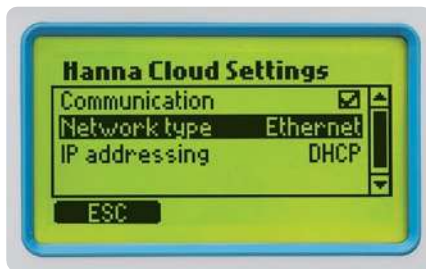 Hanna Cloud Settings
Communication
Network type Ethernet
IP addressing DHCP
ESC